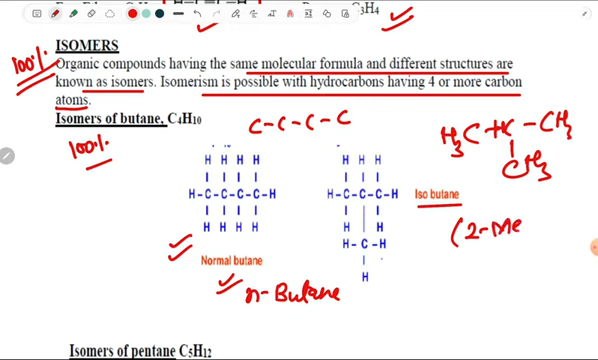 C₃H₄
ISOMERS
100%
Organic compounds having the same molecular formula and different structures are
known as isomers. Isomerism is possible with hydrocarbons having 4 or more carbon
atoms.
Isomers of butane, C₄H₁₀
C-C-C-C
100%
H₃C
CH₃
CH₃
H H H H
H-C-C-C-C-H
H H H H
Normal butane
n-Butane
H H H
H-C-C-C-H
H H
H-C-H
H
Iso butane
(2-Me
Isomers of pentane C₅H₁₂